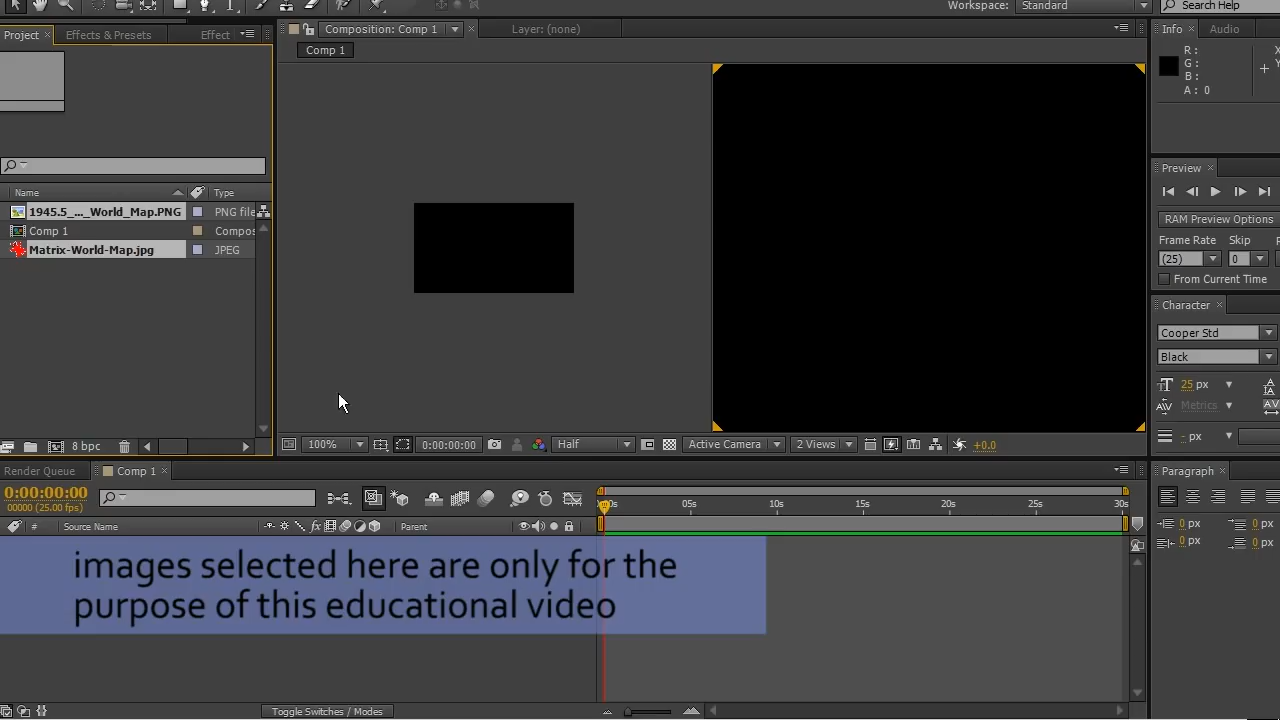 Workspace: Standard Search Help
Project Effects & Presets Effect Composition: Comp 1 Layer: (none) Info Audio
Comp 1
R :
G :
B :
A : 0
Name Type
1945.5_..._World_Map.PNG PNG file
Comp 1 Compos
Matrix-World-Map.jpg JPEG
Preview
RAM Preview Options
Frame Rate Skip
(25) 0
From Current Time
Character
Cooper Std
Black
25 px
Metrics
- px
8 bpc 100% 0:00:00:00 Half Active Camera 2 Views +0.0
Render Queue Comp 1
Paragraph
0:00:00:00
00000 (25.00 fps)
05s 10s 15s 20s 25s 30s
# Source Name Parent
0 px 0 px
0 px 0 px
images selected here are only for the
purpose of this educational video
Toggle Switches / Modes